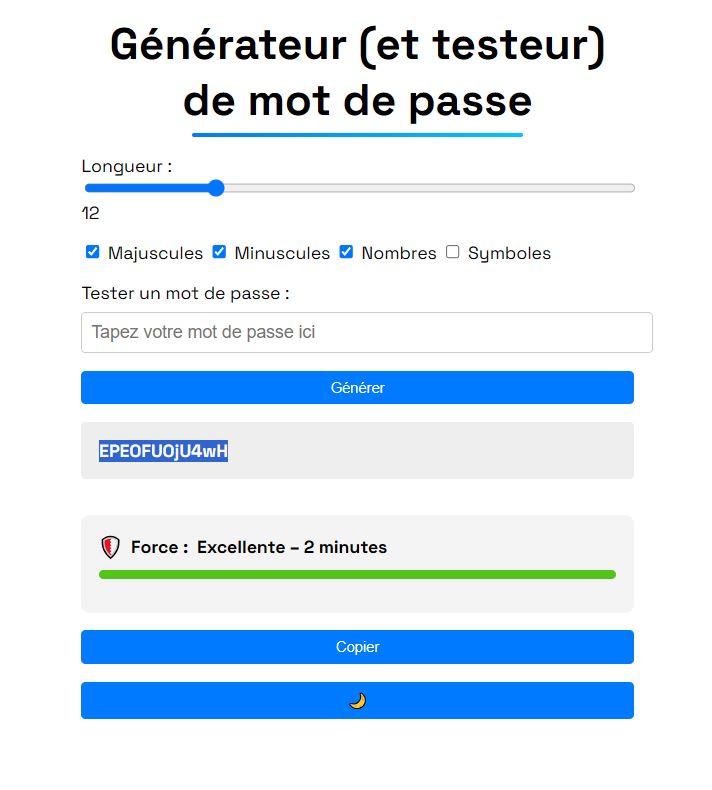 Générateur (et testeur)
de mot de passe
Longueur :
12
Majuscules Minuscules Nombres Symboles
Tester un mot de passe :
Tapez votre mot de passe ici
Générer
EPEOFUOjU4wH
Force : Excellente – 2 minutes
Copier